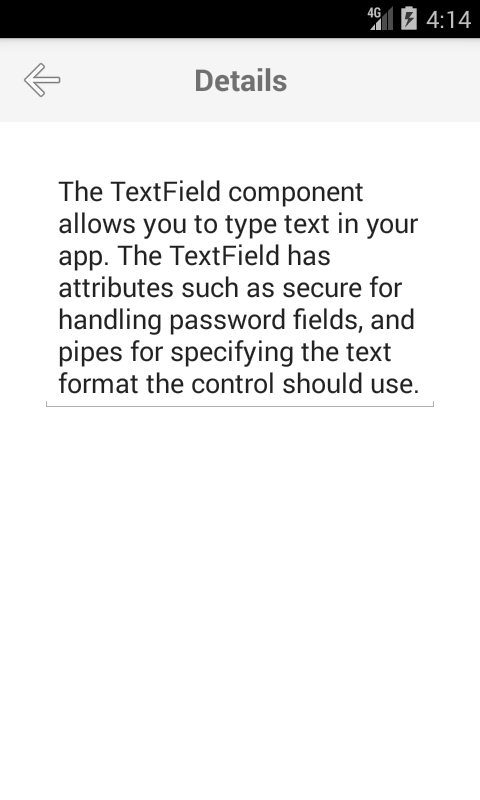 4G 4:14
Details
The TextField component
allows you to type text in your
app. The TextField has
attributes such as secure for
handling password fields, and
pipes for specifying the text
format the control should use.